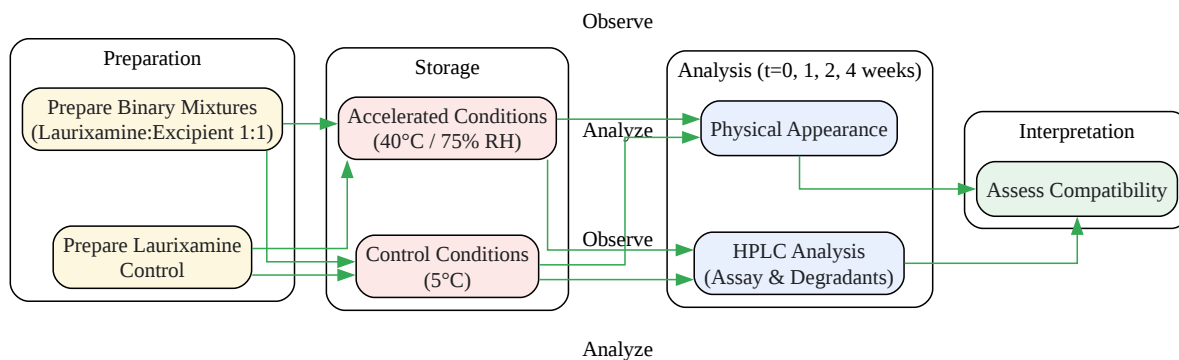 Observe
Preparation
Prepare Binary Mixtures
(Laurixamine:Excipient 1:1)
Prepare Laurixamine
Control
Storage
Accelerated Conditions
(40°C / 75% RH)
Control Conditions
(5°C)
Analyze
Observe
Analysis (t=0, 1, 2, 4 weeks)
Physical Appearance
HPLC Analysis
(Assay & Degradants)
Interpretation
Assess Compatibility
Analyze